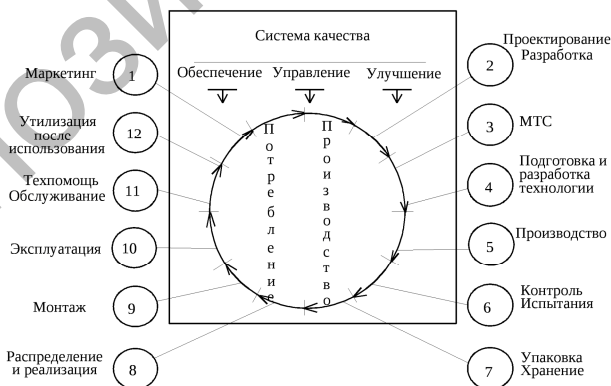 Система качества
Обеспечение Управление Улучшение
Потребление
Производство
Маркетинг
1
Проектирование
Разработка
2
МТС
3
Подготовка и
разработка
технологии
4
Производство
5
Контроль
Испытания
6
Упаковка
Хранение
7
Распределение
и реализация
8
Монтаж
9
Эксплуатация
10
Техпомощь
Обслуживание
11
Утилизация
после
использования
12
ПОЗИ